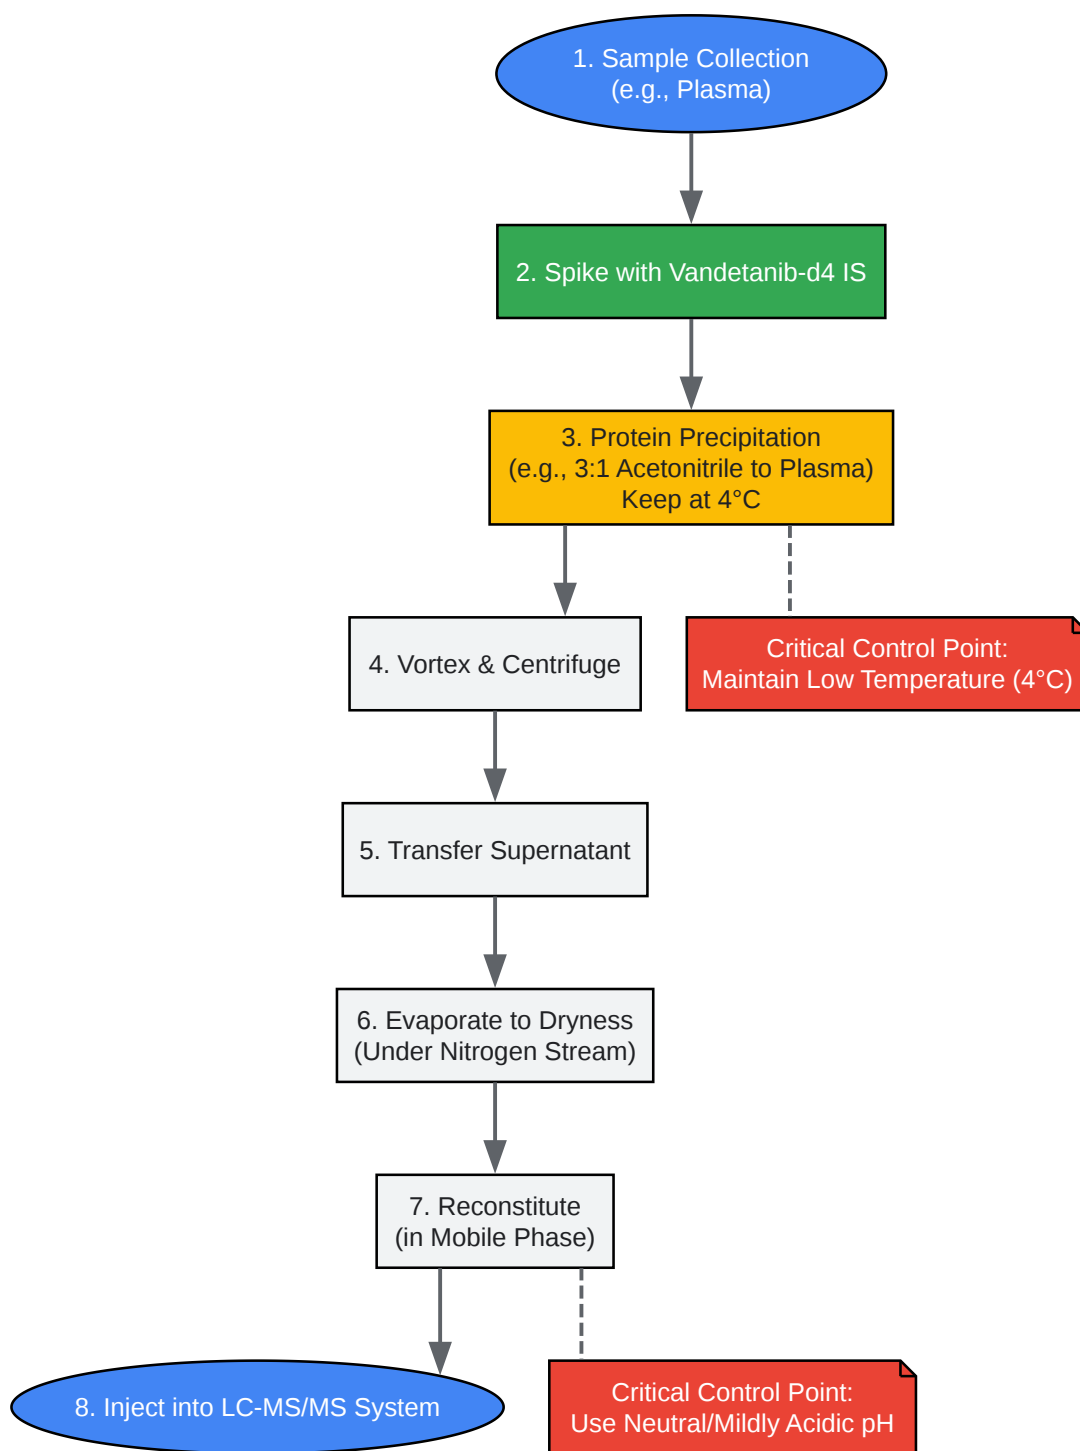 1. Sample Collection
(e.g., Plasma)
2. Spike with Vandetanib-d4 IS
3. Protein Precipitation
(e.g., 3:1 Acetonitrile to Plasma)
Keep at 4°C
4. Vortex & Centrifuge
Critical Control Point:
Maintain Low Temperature (4°C)
5. Transfer Supernatant
6. Evaporate to Dryness
(Under Nitrogen Stream)
7. Reconstitute
(in Mobile Phase)
8. Inject into LC-MS/MS System
Critical Control Point:
Use Neutral/Mildly Acidic pH